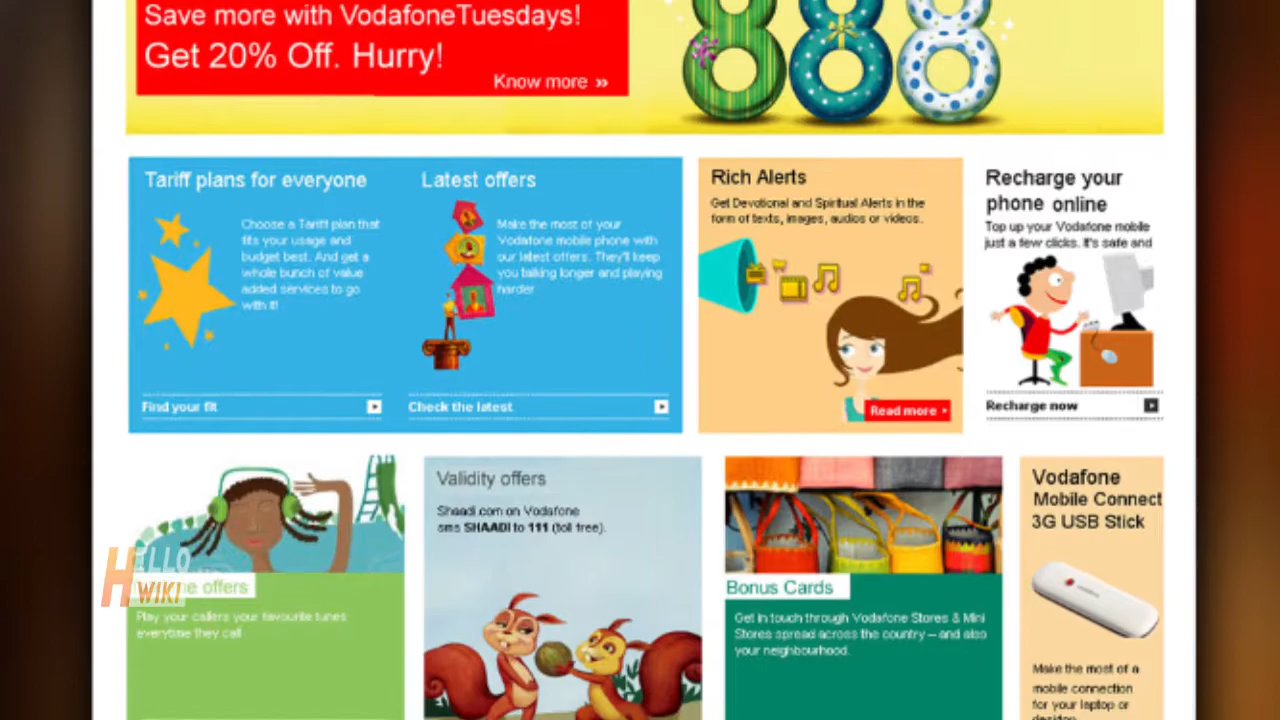 Save more with VodafoneTuesdays!
Get 20% Off. Hurry!
Know more »
888
Tariff plans for everyone
Choose a Tariff plan that
fits your usage and
budget best. And get a
whole bunch of value
added services to go
with it!
Find your fit
Latest offers
Make the most of your
Vodafone mobile phone with
our latest offers. They'll keep
you talking longer and playing
harder
Check the latest
Rich Alerts
Get Devotional and Spiritual Alerts in the
form of texts, images, audios or videos.
Read more
Recharge your
phone online
Top up your Vodafone mobile
just a few clicks. It's safe and
Recharge now
offers
Play your callers your favourite tunes
everytime they call
HELLO
WIKI
Validity offers
Shaadi.com on Vodafone
sms SHAADI to 111 (toll free).
Bonus Cards
Get in touch through Vodafone Stores & Mini
Stores spread across the country – and also
your neighbourhood.
Vodafone
Mobile Connect
3G USB Stick
Make the most of a
mobile connection
for your laptop or
desktop